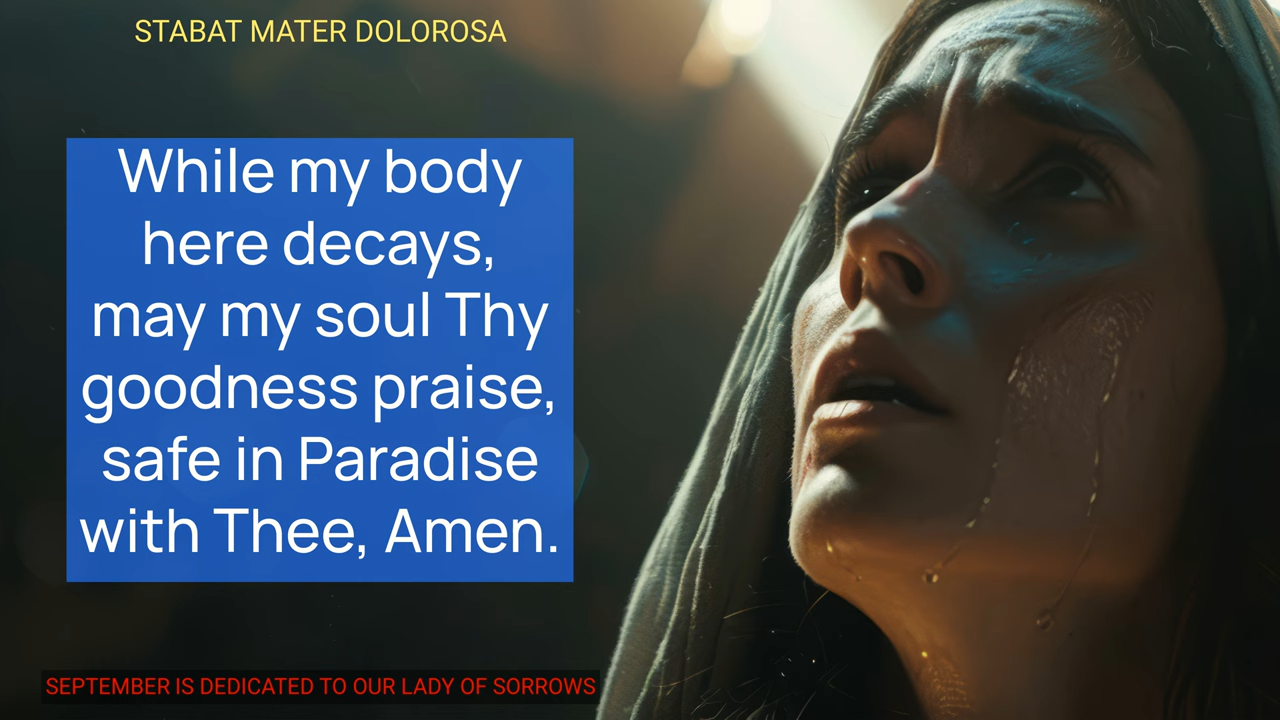 STABAT MATER DOLOROSA
While my body
here decays,
may my soul Thy
goodness praise,
safe in Paradise
with Thee, Amen.
SEPTEMBER IS DEDICATED TO OUR LADY OF SORROWS